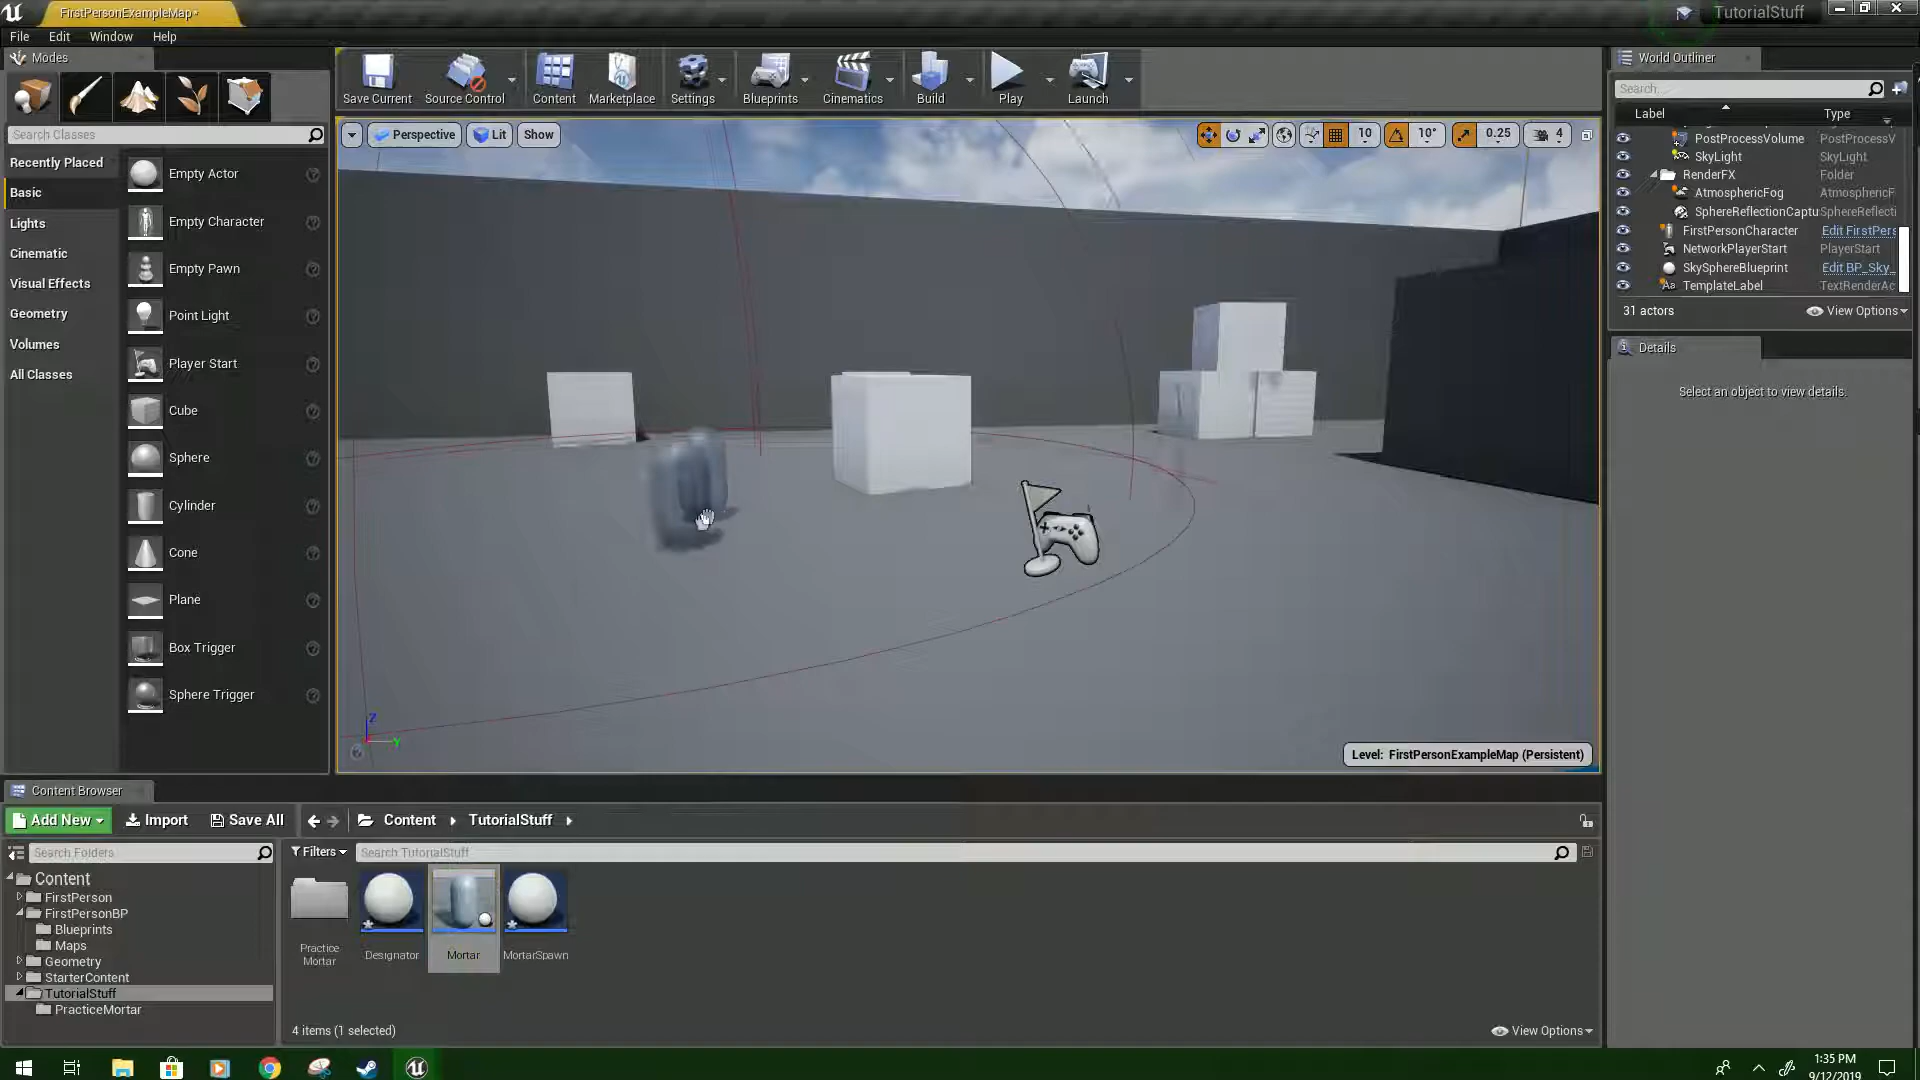 FirstPersonExampleMap*
TutorialStuff
File Edit Window Help
Modes
Save Current
Source Control
Content
Marketplace
Settings
Blueprints
Cinematics
Build
Play
Launch
World Outliner
Search...
Label
Type
Search Classes
Recently Placed
Basic
Lights
Cinematic
Visual Effects
Geometry
Volumes
All Classes
Empty Actor
Empty Character
Empty Pawn
Point Light
Player Start
Cube
Sphere
Cylinder
Cone
Plane
Box Trigger
Sphere Trigger
Perspective
Lit
Show
10
10°
0.25
4
PostProcessVolume PostProcessV
SkyLight SkyLight
RenderFX Folder
AtmosphericFog AtmosphericF
SphereReflectionCaptu SphereReflecti
FirstPersonCharacter Edit FirstPers
NetworkPlayerStart PlayerStart
SkySphereBlueprint Edit BP_Sky_
TemplateLabel TextRenderAc
31 actors
View Options
Details
Select an object to view details.
Z
Y
Level: FirstPersonExampleMap (Persistent)
Content Browser
Add New
Import
Save All
Content
TutorialStuff
Search Folders
Filters
Search TutorialStuff
Content
FirstPerson
FirstPersonBP
Blueprints
Maps
Geometry
StarterContent
TutorialStuff
PracticeMortar
Practice
Mortar
Designator
Mortar
MortarSpawn
4 items (1 selected)
View Options
1:35 PM
9/12/2019